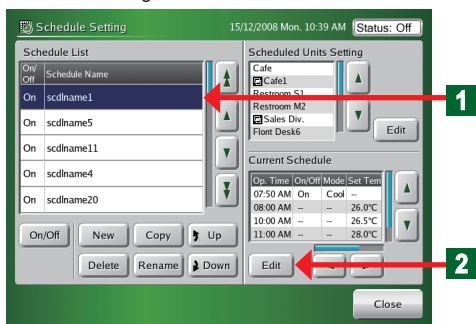 Schedule Setting
15/12/2008 Mon. 10:39 AM
Status: Off
Schedule List
On/Off Schedule Name
On scdlname1
On scdlname5
On scdlname11
On scdlname4
On scdlname20
On/Off New Copy Up
Delete Rename Down
Scheduled Units Setting
Cafe
Cafe1
Restroom S1
Restroom M2
Sales Div.
Flont Desk6
Edit
Current Schedule
Op. Time On/Off Mode Set Tem
07:50 AM On Cool --
08:00 AM -- -- 26.0°C
10:00 AM -- -- 26.5°C
11:00 AM -- -- 28.0°C
Edit
Close
1
2